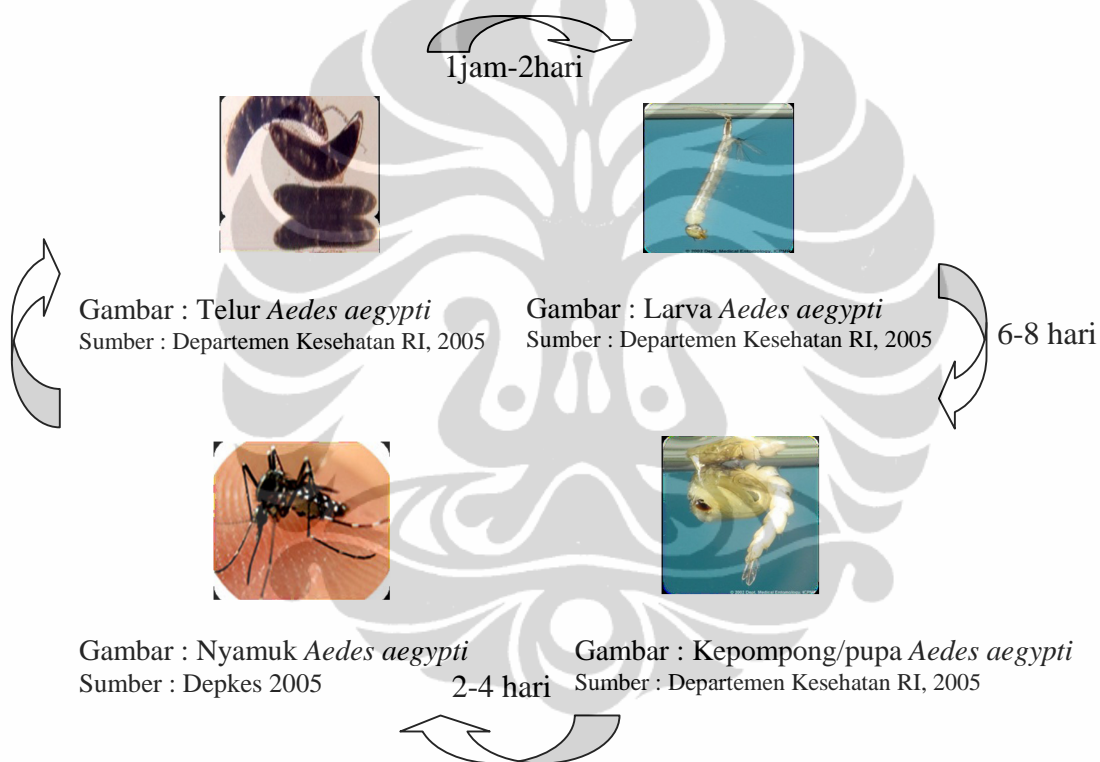 1jam-2hari
Gambar : Telur Aedes aegypti
Sumber : Departemen Kesehatan RI, 2005
Gambar : Larva Aedes aegypti
Sumber : Departemen Kesehatan RI, 2005
6-8 hari
Gambar : Nyamuk Aedes aegypti
Sumber : Depkes 2005
2-4 hari
Gambar : Kepompong/pupa Aedes aegypti
Sumber : Departemen Kesehatan RI, 2005